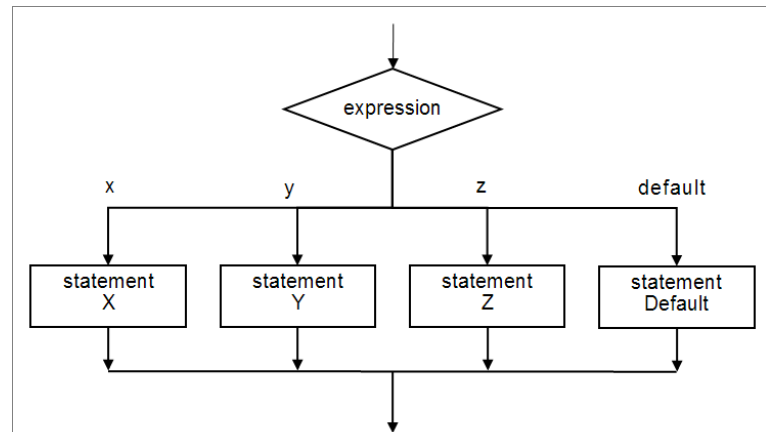 expression
x
y
z
default
statement
X
statement
Y
statement
Z
statement
Default